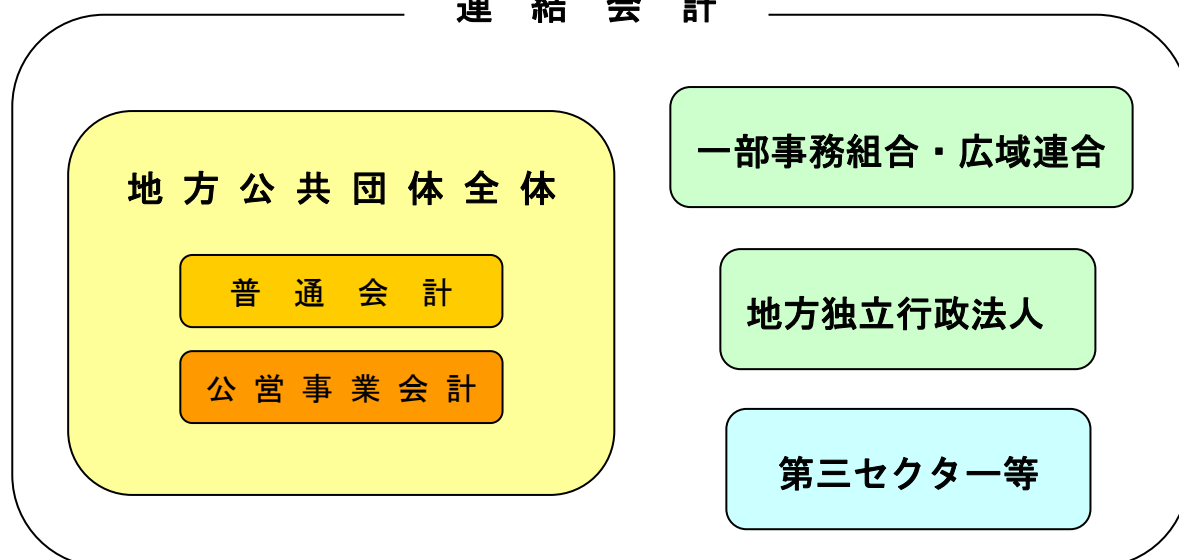 連結会計
地方公共団体全体
普通会計
公営事業会計
一部事務組合・広域連合
地方独立行政法人
第三セクター等